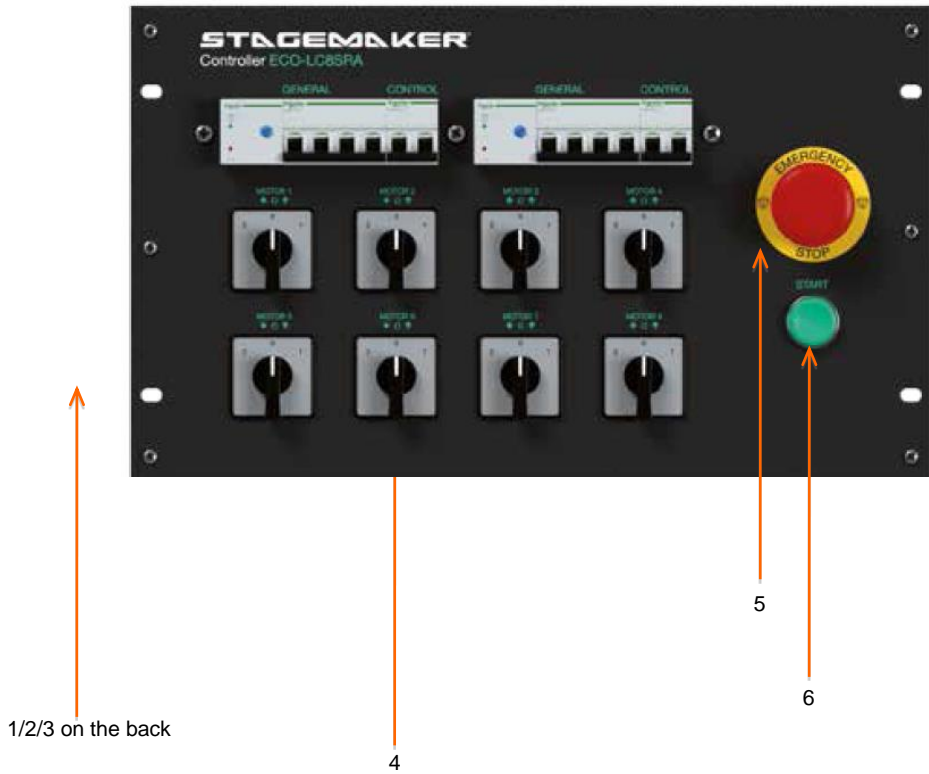 STAGEMAKER
Controller ECO-LC8SRA
GENERAL CONTROL GENERAL CONTROL
MOTOR 1 MOTOR 2 MOTOR 3 MOTOR 4
EMERGENCY
STOP
START
MOTOR 5 MOTOR 6 MOTOR 7 MOTOR 8
5
6
1/2/3 on the back
4